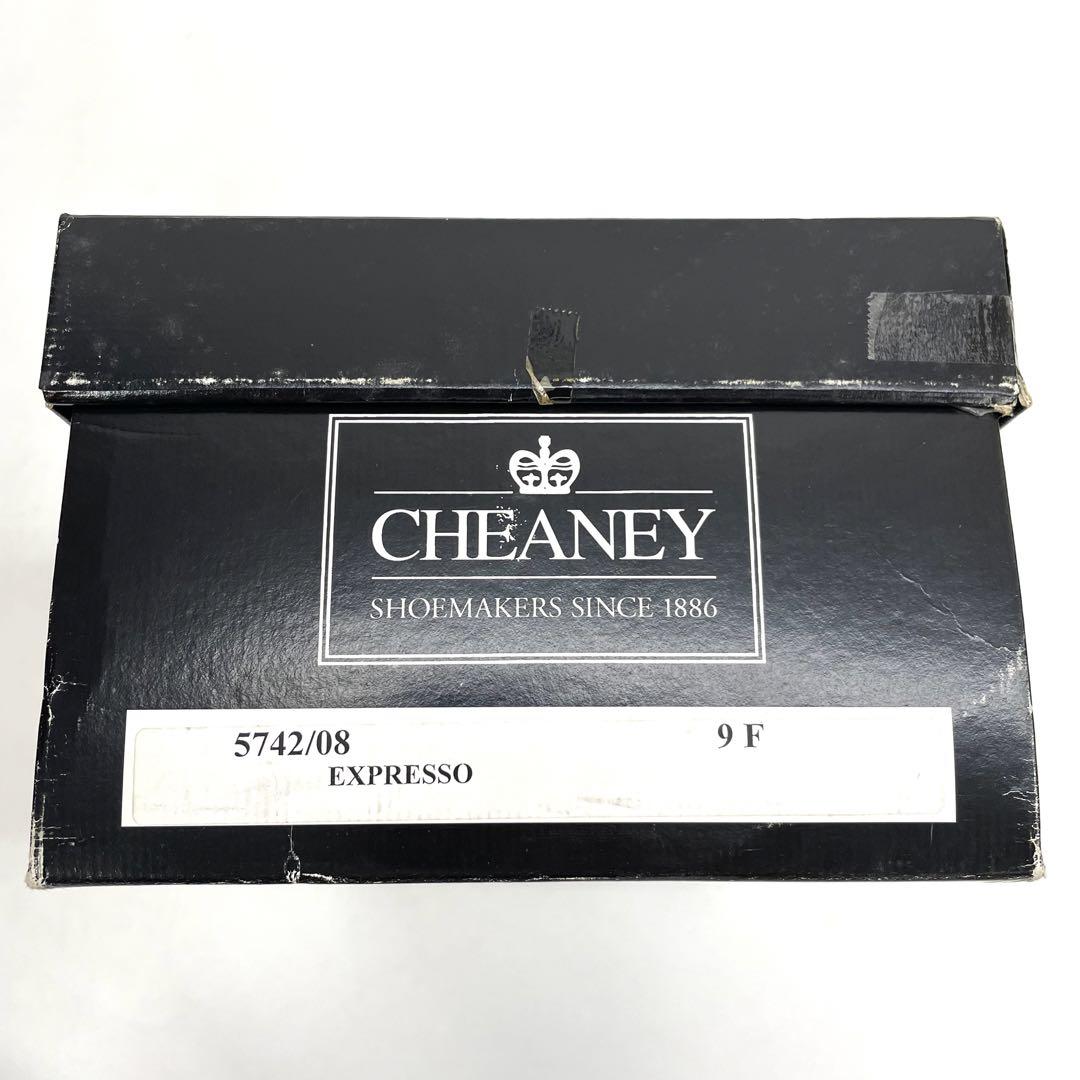 CHEANEY
SHOEMAKERS SINCE 1886
5742/08 9 F
EXPRESSO